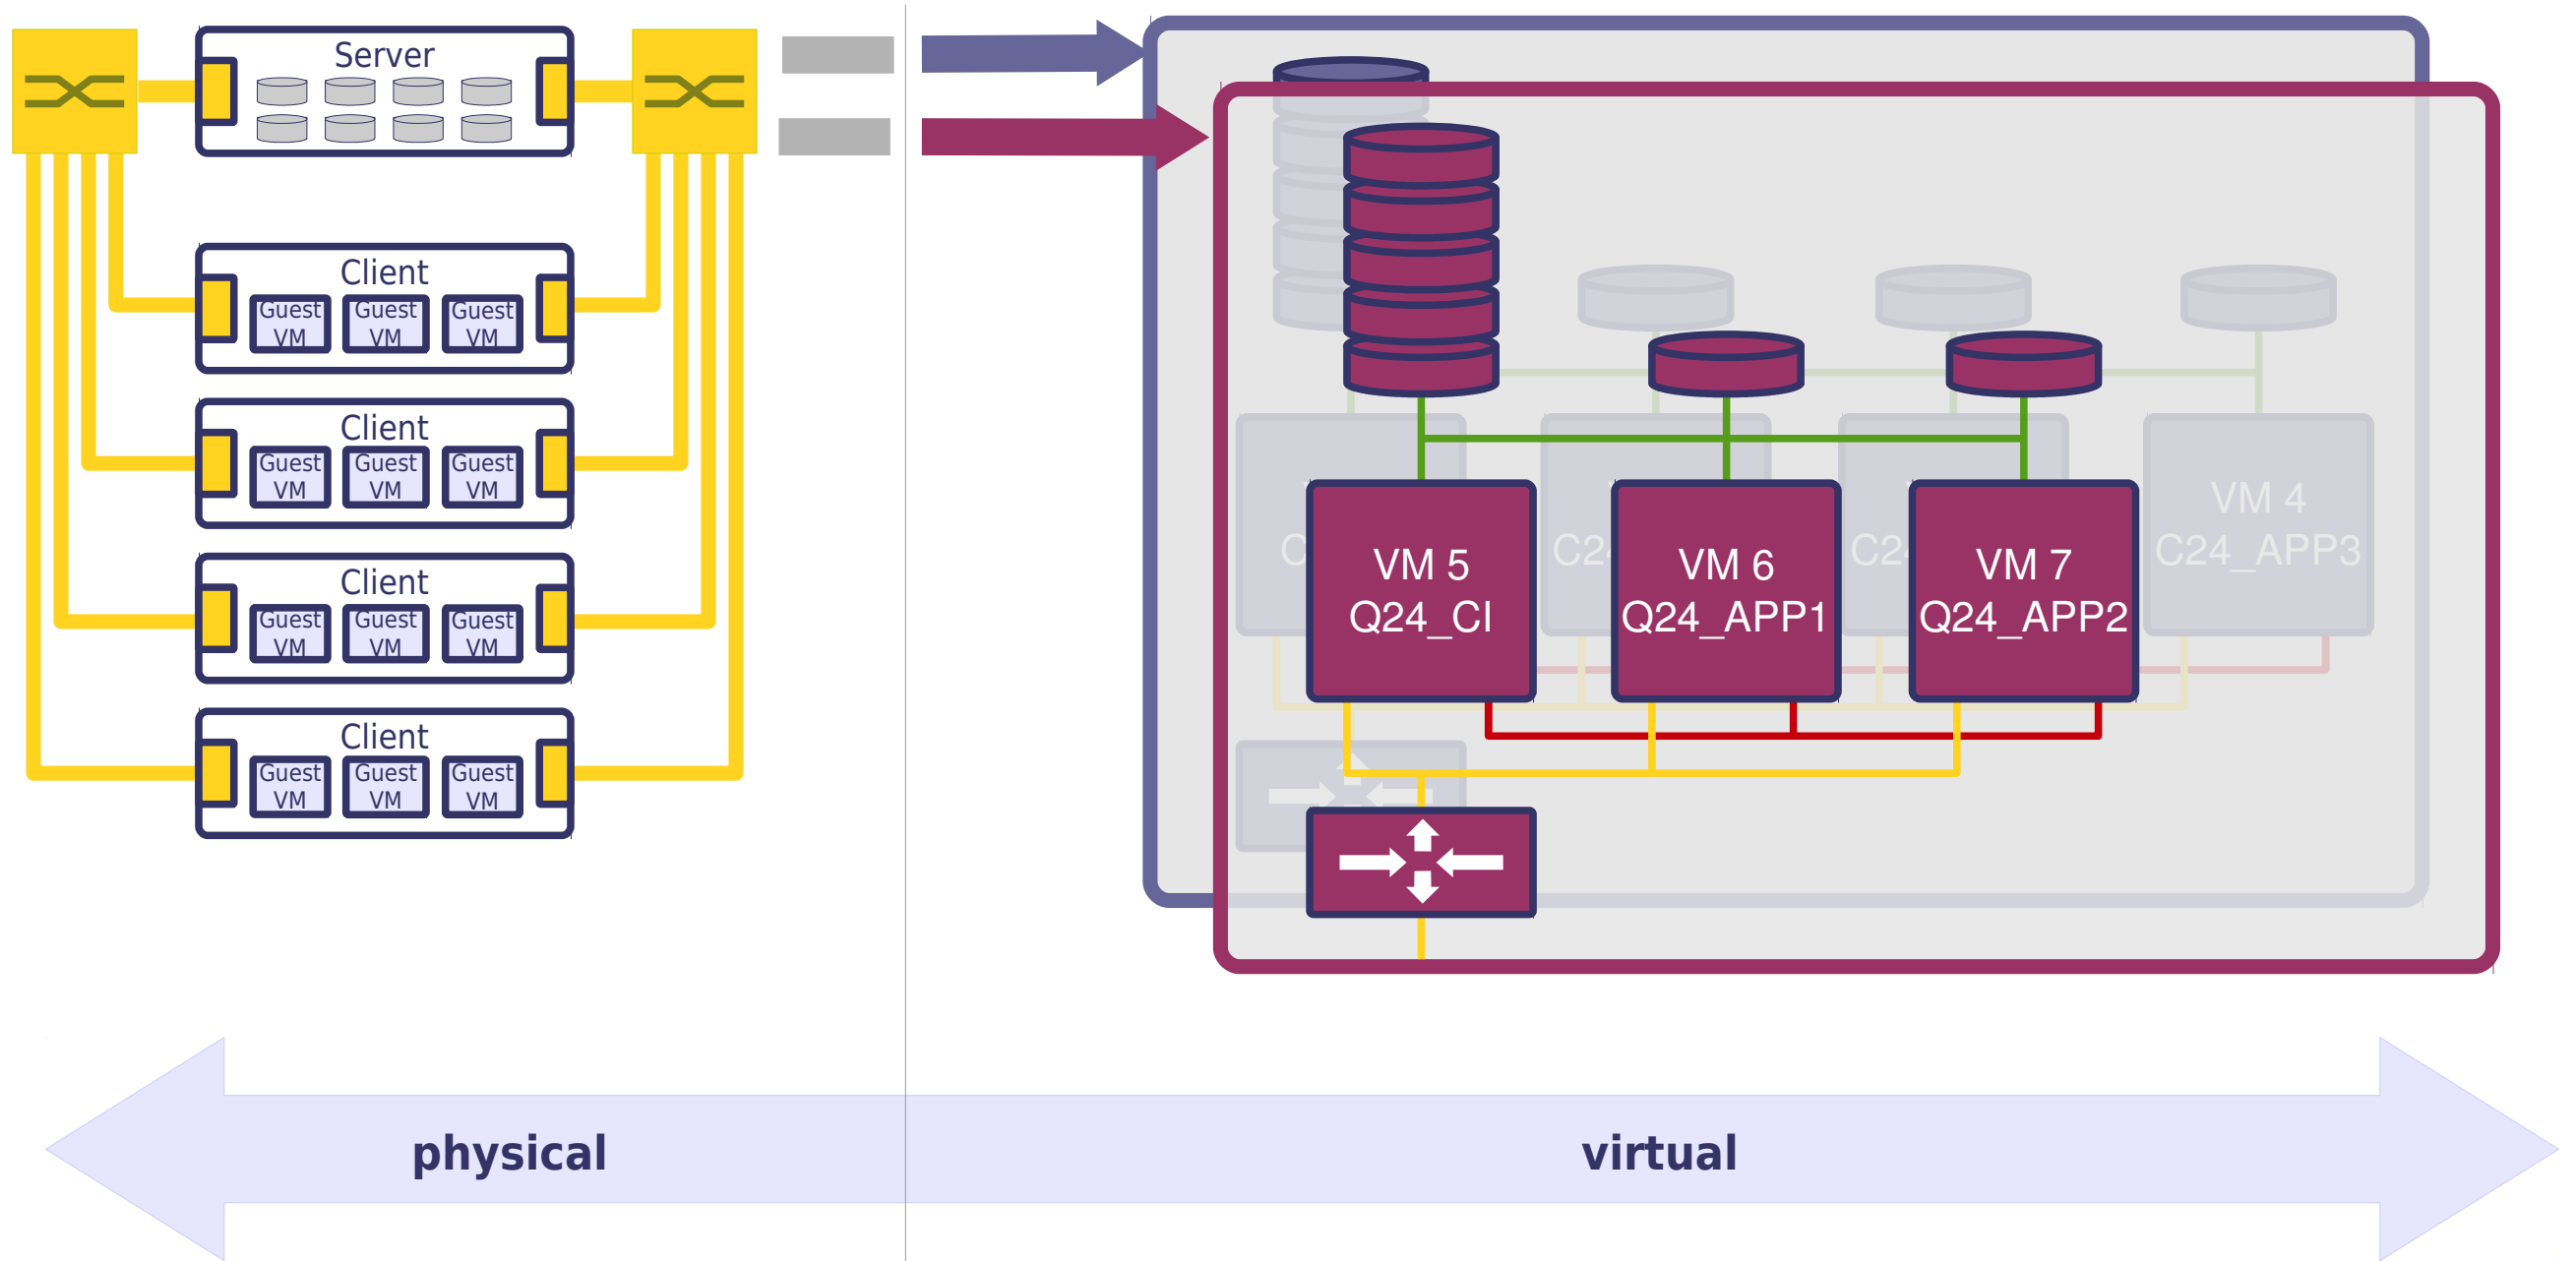 Server
Client
Guest Guest Guest
VM VM VM
Client
Guest Guest Guest
VM VM VM
Client
Guest Guest Guest
VM VM VM
Client
Guest Guest Guest
VM VM VM
VM 4
C24_APP3
VM 5
Q24_CI
VM 6
Q24_APP1
VM 7
Q24_APP2
physical
virtual